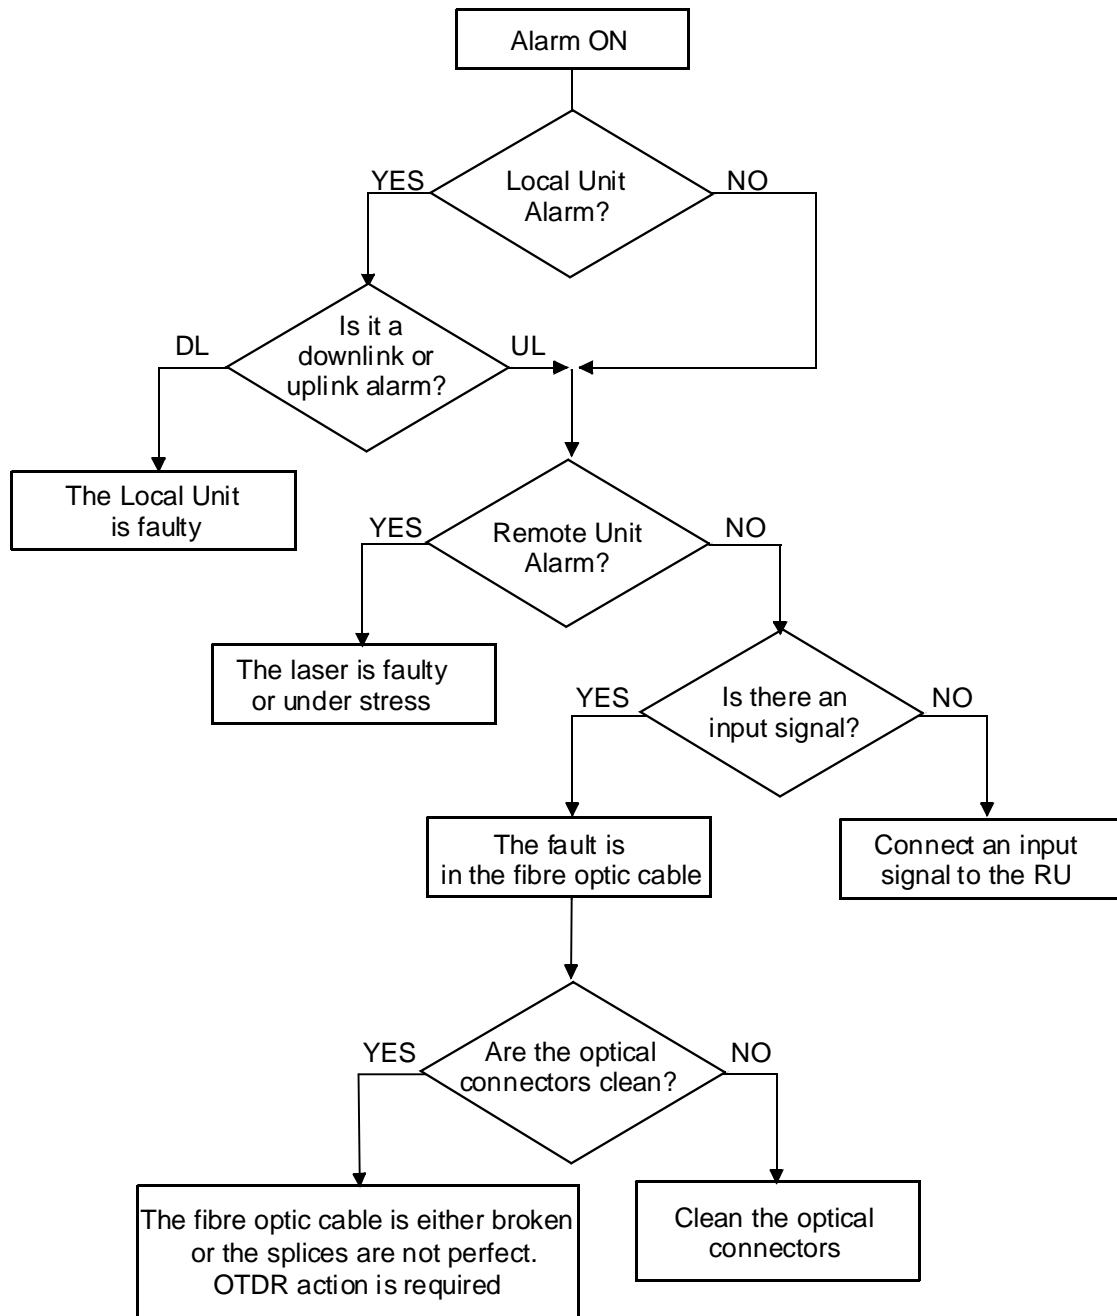 Alarm ON
YES
Local Unit
Alarm?
NO
DL
Is it a
downlink or
uplink alarm?
UL
The Local Unit
is faulty
YES
Remote Unit
Alarm?
NO
The laser is faulty
or under stress
YES
Is there an
input signal?
NO
The fault is
in the fibre optic cable
Connect an input
signal to the RU
YES
Are the optical
connectors clean?
NO
The fibre optic cable is either broken
or the splices are not perfect.
OTDR action is required
Clean the optical
connectors